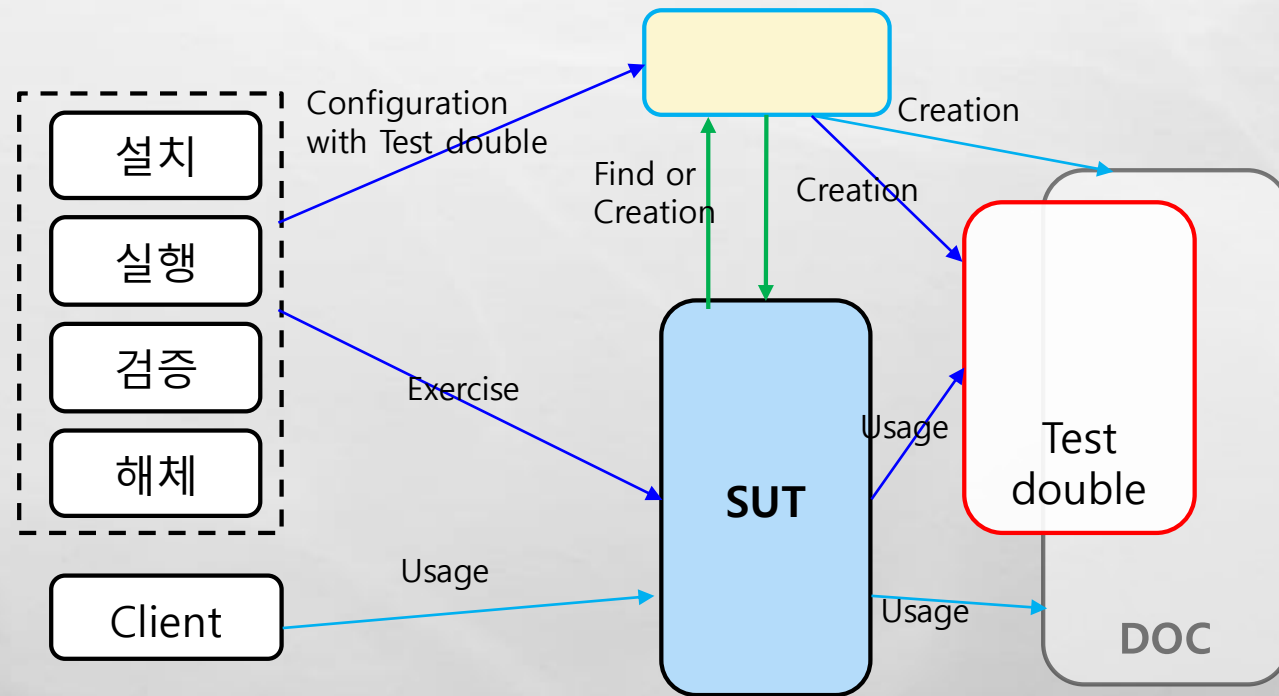 Configuration
with Test double
Creation
설치
Find or
Creation
Creation
실행
검증
Exercise
Usage
Test
double
해체
SUT
Usage
Client
Usage
DOC